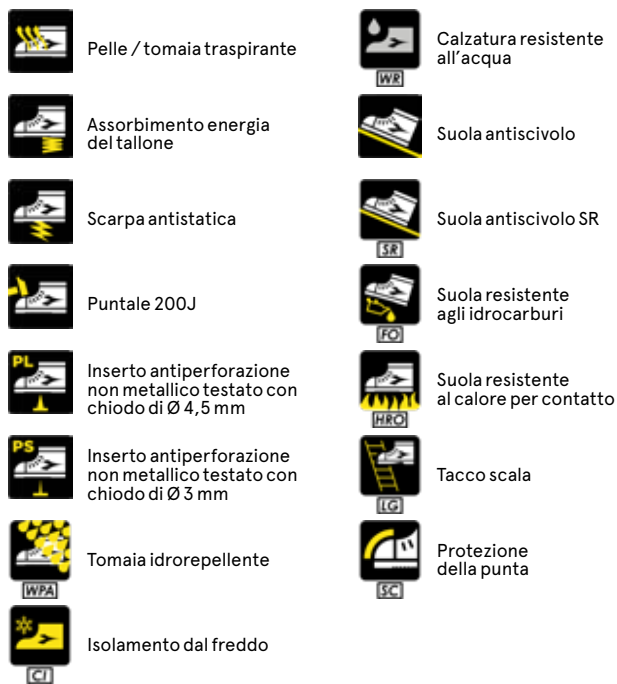 Pelle / tomaia traspirante
Assorbimento energia
del tallone
Scarpa antistatica
Puntale 200J
PL
Inserto antiperforazione
non metallico testato con
chiodo di Ø 4,5 mm
PS
Inserto antiperforazione
non metallico testato con
chiodo di Ø 3 mm
WPA
Tomaia idrorepellente
CI
Isolamento dal freddo
WR
Calzatura resistente
all'acqua
Suola antiscivolo
SR
Suola antiscivolo SR
FO
Suola resistente
agli idrocarburi
HRO
Suola resistente
al calore per contatto
LG
Tacco scala
SC
Protezione
della punta